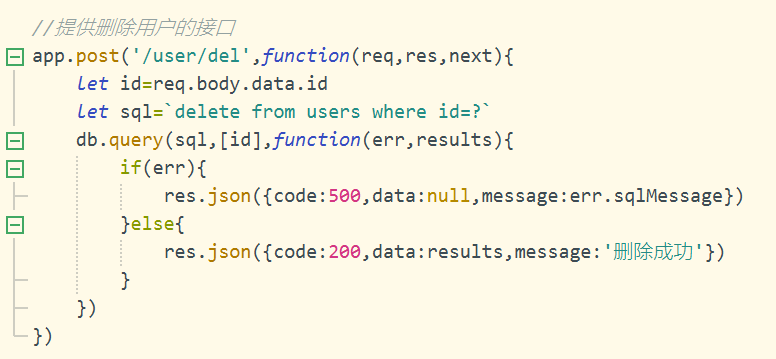 //提供删除用户的接口
app.post('/user/del',function(req,res,next){
    let id=req.body.data.id
    let sql=`delete from users where id=?`
    db.query(sql,[id],function(err,results){
        if(err){
            res.json({code:500,data:null,message:err.sqlMessage})
        }else{
            res.json({code:200,data:results,message:'删除成功'})
        }
    })
})